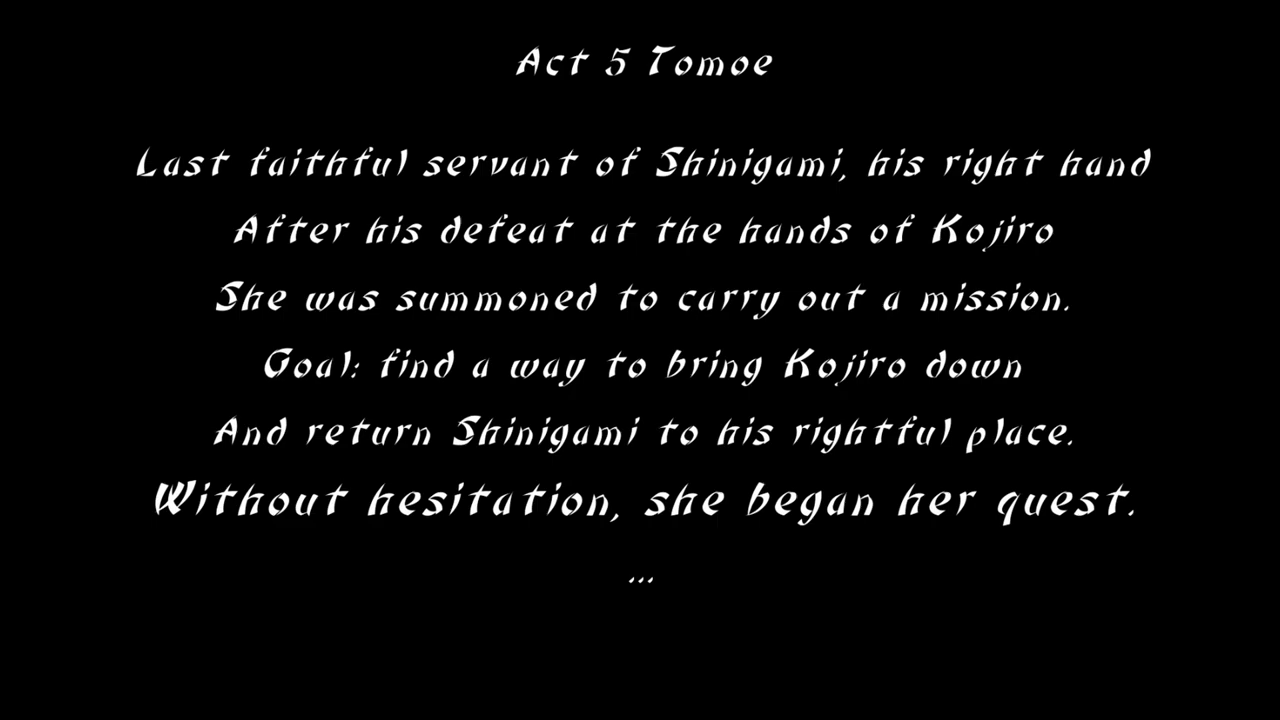 Act 5 Tomoe
Last faithful servant of Shinigami, his right hand
After his defeat at the hands of Kojiro
She was summoned to carry out a mission.
Goal: find a way to bring Kojiro down
And return Shinigami to his rightful place.
Without hesitation, she began her quest.
...